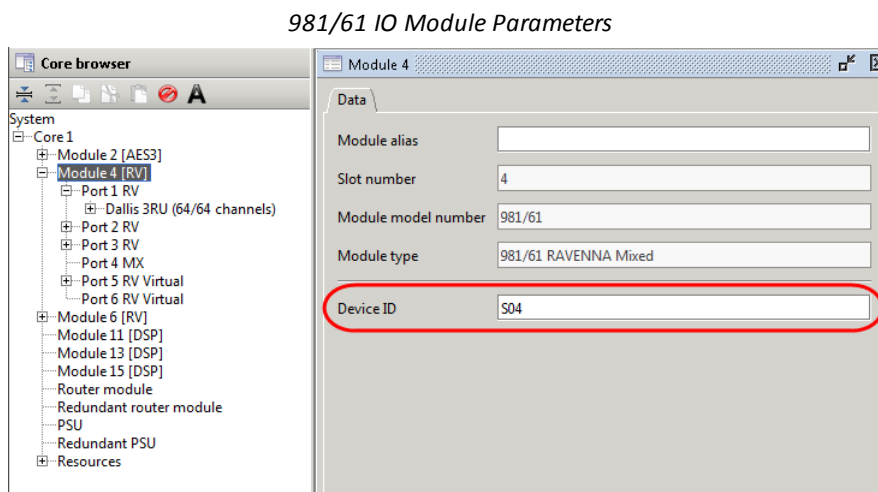 981/61 IO Module Parameters
Core browser
A
System
Core 1
Module 2 [AES3]
Module 4 [RV]
Port 1 RV
Dallis 3RU (64/64 channels)
Port 2 RV
Port 3 RV
Port 4 MX
Port 5 RV Virtual
Port 6 RV Virtual
Module 6 [RV]
Module 11 [DSP]
Module 13 [DSP]
Module 15 [DSP]
Router module
Redundant router module
PSU
Redundant PSU
Resources
Module 4
Data
Module alias
Slot number 4
Module model number 981/61
Module type 981/61 RAVENNA Mixed
Device ID S04